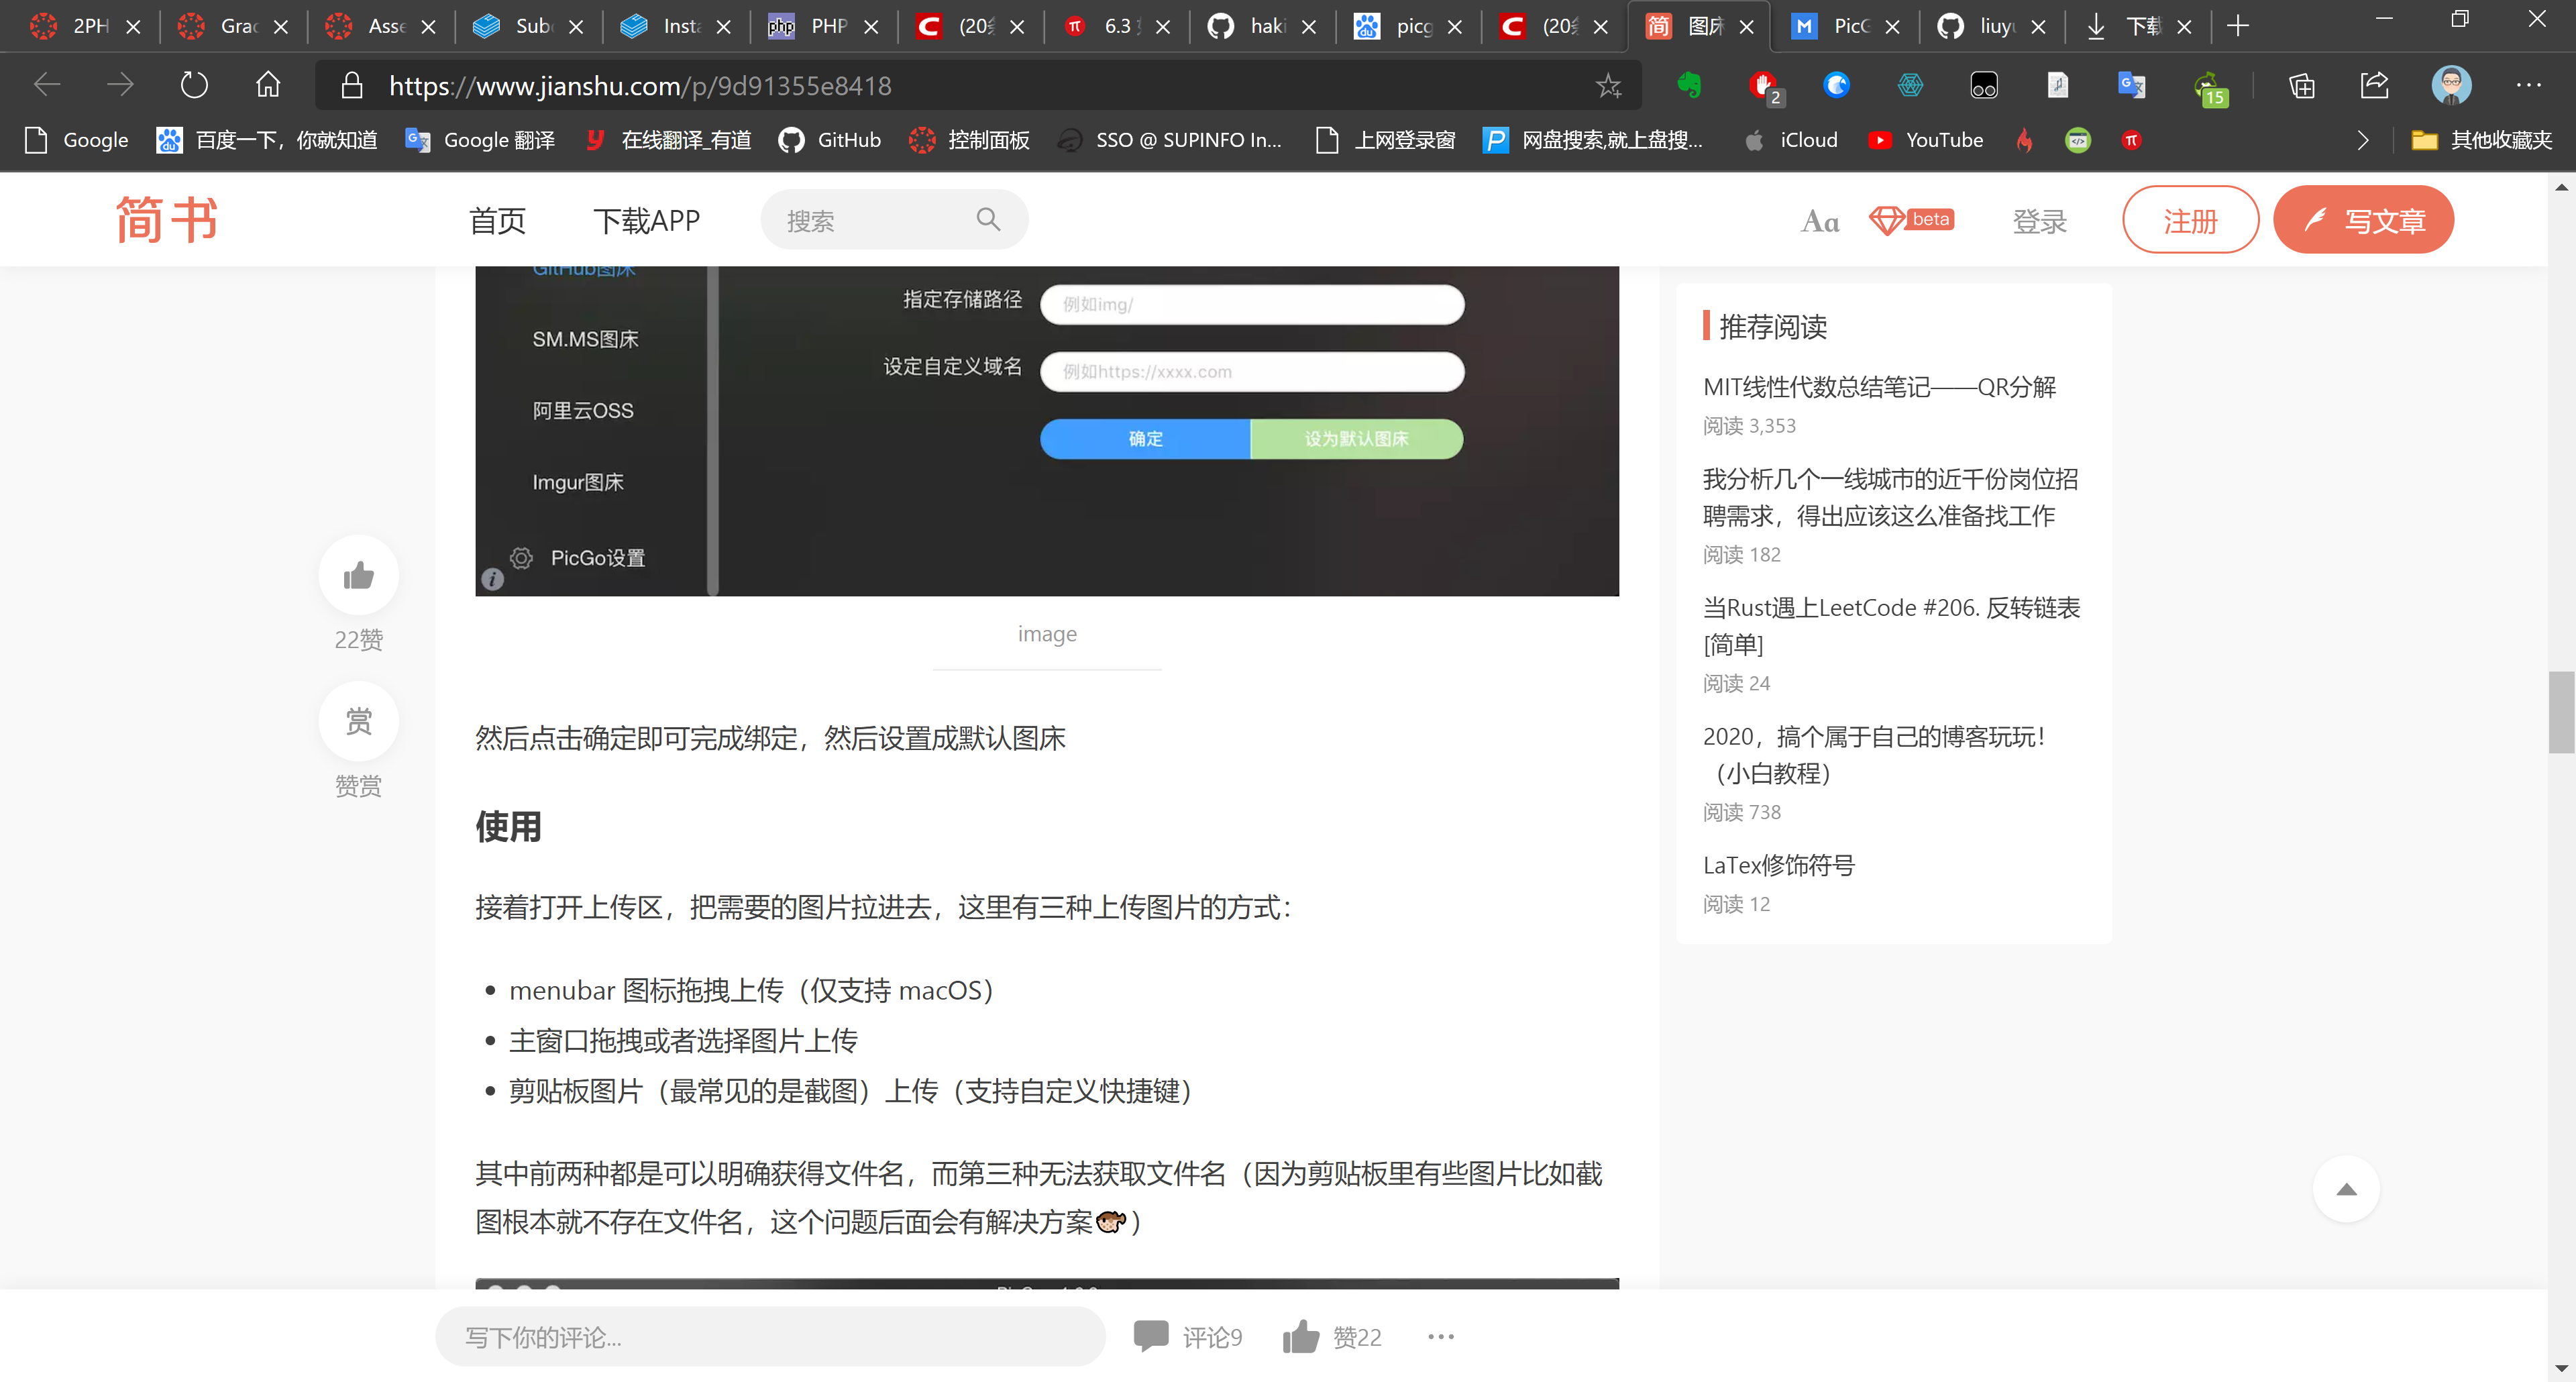 2PH
Grac
Asse
Sub
Insta
PHP
(20条
6.3
haki
picg
(20条
图床
PicG
liuyu
下载
https://www.jianshu.com/p/9d91355e8418
2
15
Google
百度一下，你就知道
Google 翻译
在线翻译_有道
GitHub
控制面板
SSO @ SUPINFO In...
上网登录窗
网盘搜索,就上盘搜...
iCloud
YouTube
其他收藏夹
简书
首页
下载APP
搜索
Aa
beta
登录
注册
写文章
GitHub图床
SM.MS图床
阿里云OSS
Imgur图床
PicGo设置
指定存储路径
例如img/
设定自定义域名
例如https://xxxx.com
确定
设为默认图床
image
22赞
赏
赞赏
然后点击确定即可完成绑定，然后设置成默认图床
使用
接着打开上传区，把需要的图片拉进去，这里有三种上传图片的方式：
menubar 图标拖拽上传（仅支持 macOS）
主窗口拖拽或者选择图片上传
剪贴板图片（最常见的是截图）上传（支持自定义快捷键）
其中前两种都是可以明确获得文件名，而第三种无法获取文件名（因为剪贴板里有些图片比如截
图根本就不存在文件名，这个问题后面会有解决方案🐡）
推荐阅读
MIT线性代数总结笔记——QR分解
阅读 3,353
我分析几个一线城市的近千份岗位招
聘需求，得出应该这么准备找工作
阅读 182
当Rust遇上LeetCode #206. 反转链表
[简单]
阅读 24
2020，搞个属于自己的博客玩玩！
（小白教程）
阅读 738
LaTex修饰符号
阅读 12
写下你的评论...
评论9
赞22